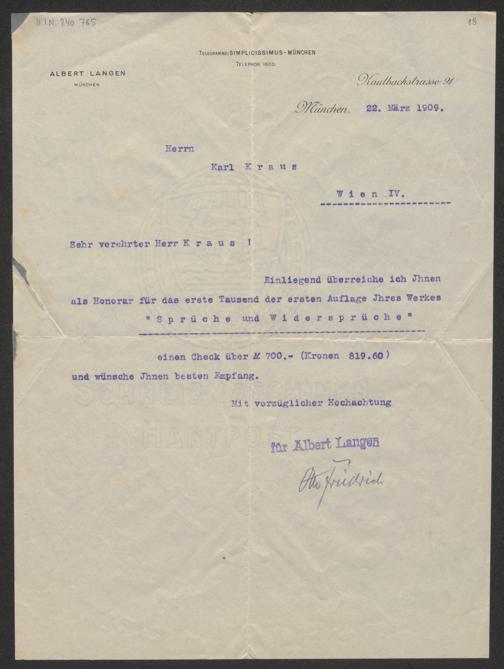 H.I.N. 240 765
18
TELEGRAMME: SIMPLICISSIMUS-MÜNCHEN
TELEPHON 1800.
ALBERT LANGEN
MÜNCHEN
Kaulbachstrasse 91
München, 22. März 1909.
Herrn
Karl Kraus
Wien IV.
Sehr verehrter Herr Kraus !
Einliegend überreiche ich Jhnen
als Honorar für das erste Tausend der ersten Auflage Jhres Werkes
"Sprüche und Widersprüche"
einen Check über M 700.- (Kronen 819.60)
und wünsche Jhnen besten Empfang.
Mit vorzüglicher Hochachtung
für Albert Langen
Otto Friedrich